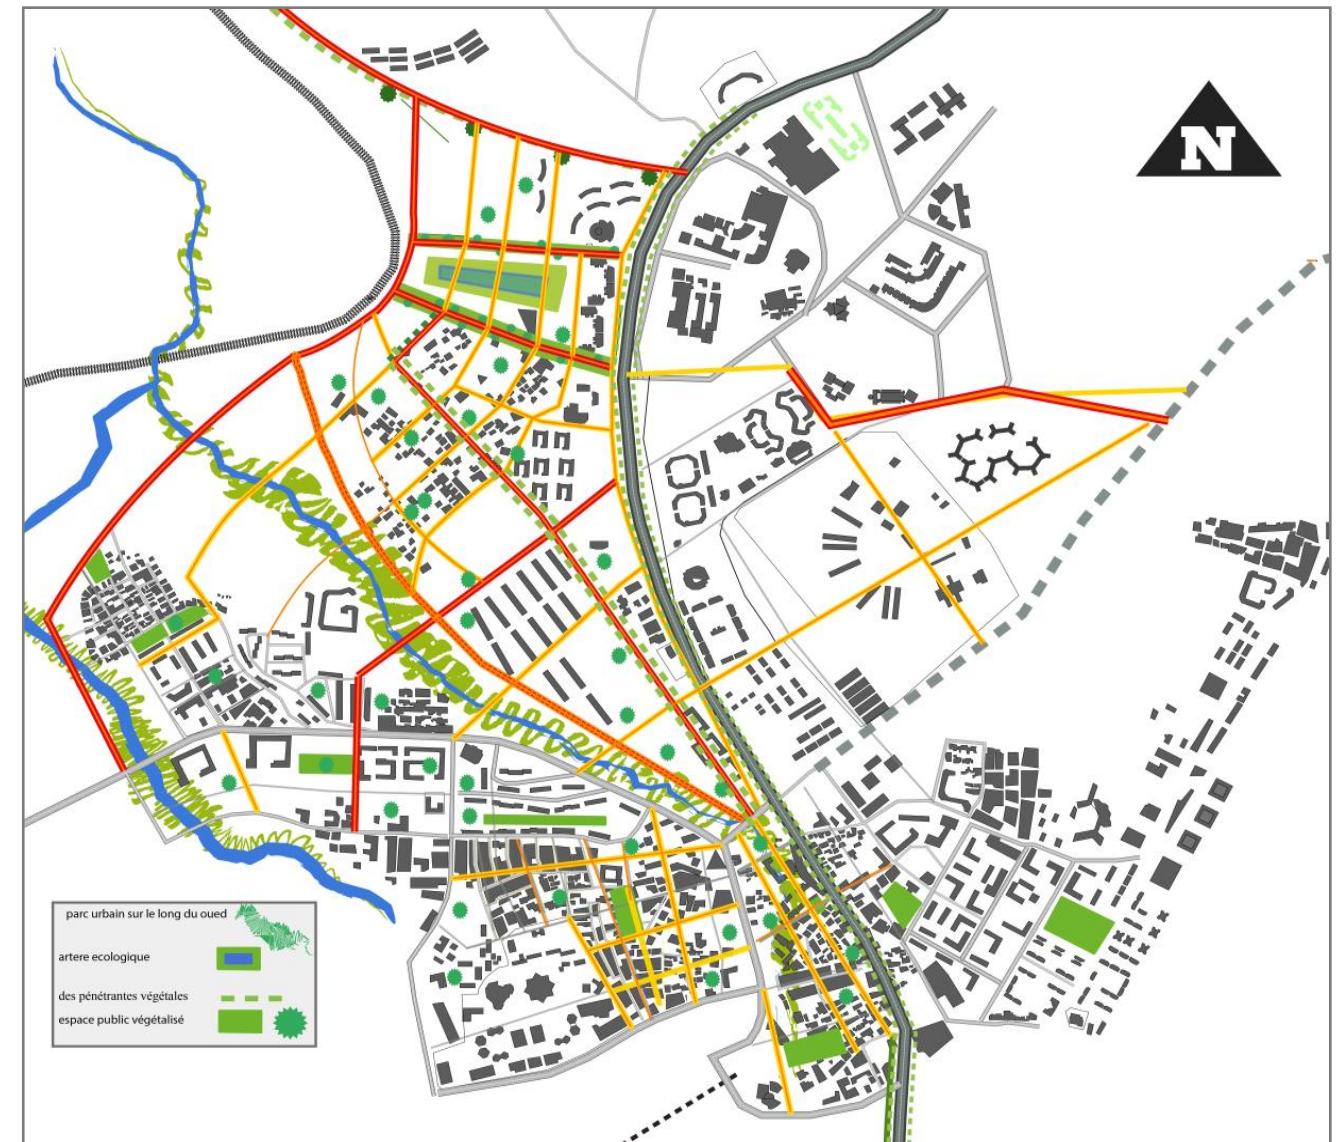 N
parc urbain sur le long du oued
artere ecologique
des pénétrantes végétales
espace public végétalisé